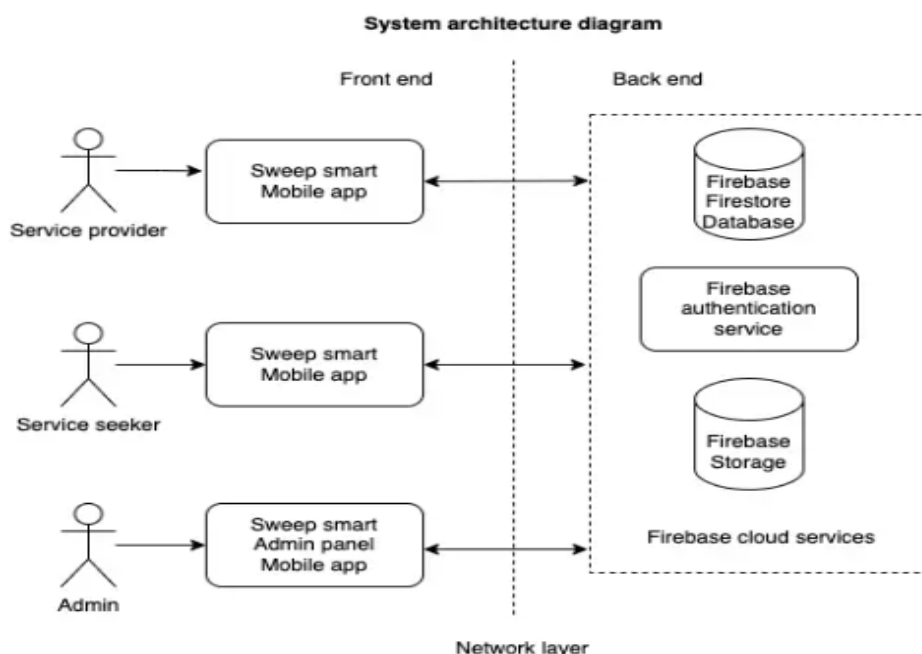 System architecture diagram
Front end
Back end
Sweep smart
Mobile app
Service provider
Firebase
Firestore
Database
Firebase
authentication
service
Sweep smart
Mobile app
Service seeker
Firebase
Storage
Sweep smart
Admin panel
Mobile app
Admin
Firebase cloud services
Network layer